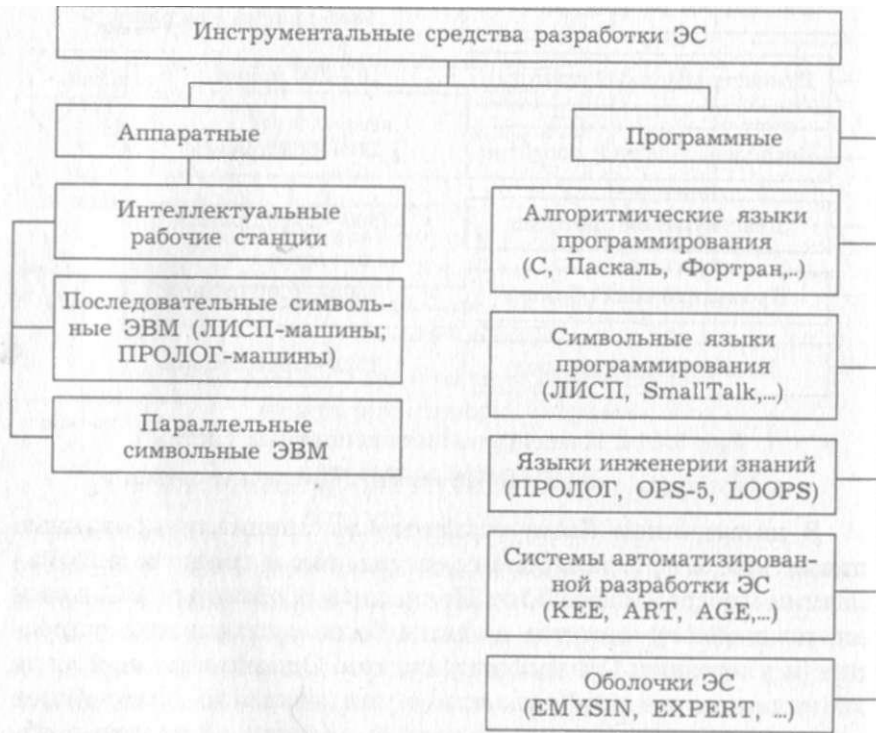 Инструментальные средства разработки ЭС
Аппаратные
Программные
Интеллектуальные
рабочие станции
Последовательные символь-
ные ЭВМ (ЛИСП-машины,
ПРОЛОГ-машины)
Параллельные
символьные ЭВМ
Алгоритмические языки
программирования
(С, Паскаль, Фортран,..)
Символьные языки
программирования
(ЛИСП, SmallTalk,...)
Языки инженерии знаний
(ПРОЛОГ, OPS-5, LOOPS)
Системы автоматизирован-
ной разработки ЭС
(KEE, ART, AGE,...)
Оболочки ЭС
(EMYSIN, EXPERT, ...)